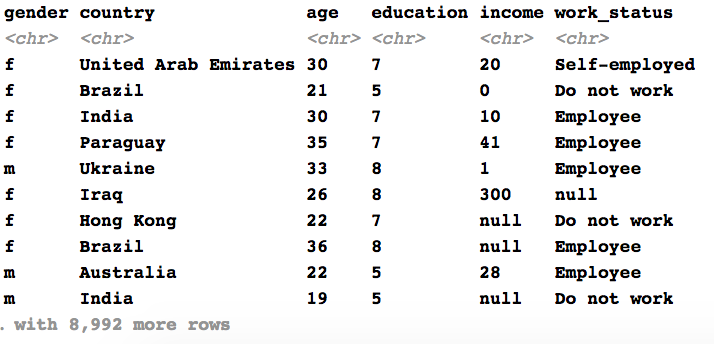 gender country age education income work_status
<chr> <chr> <chr> <chr> <chr> <chr>
f United Arab Emirates 30 7 20 Self-employed
f Brazil 21 5 0 Do not work
f India 30 7 10 Employee
f Paraguay 35 7 41 Employee
m Ukraine 33 8 1 Employee
f Iraq 26 8 300 null
f Hong Kong 22 7 null Do not work
f Brazil 36 8 null Employee
m Australia 22 5 28 Employee
m India 19 5 null Do not work
. with 8,992 more rows